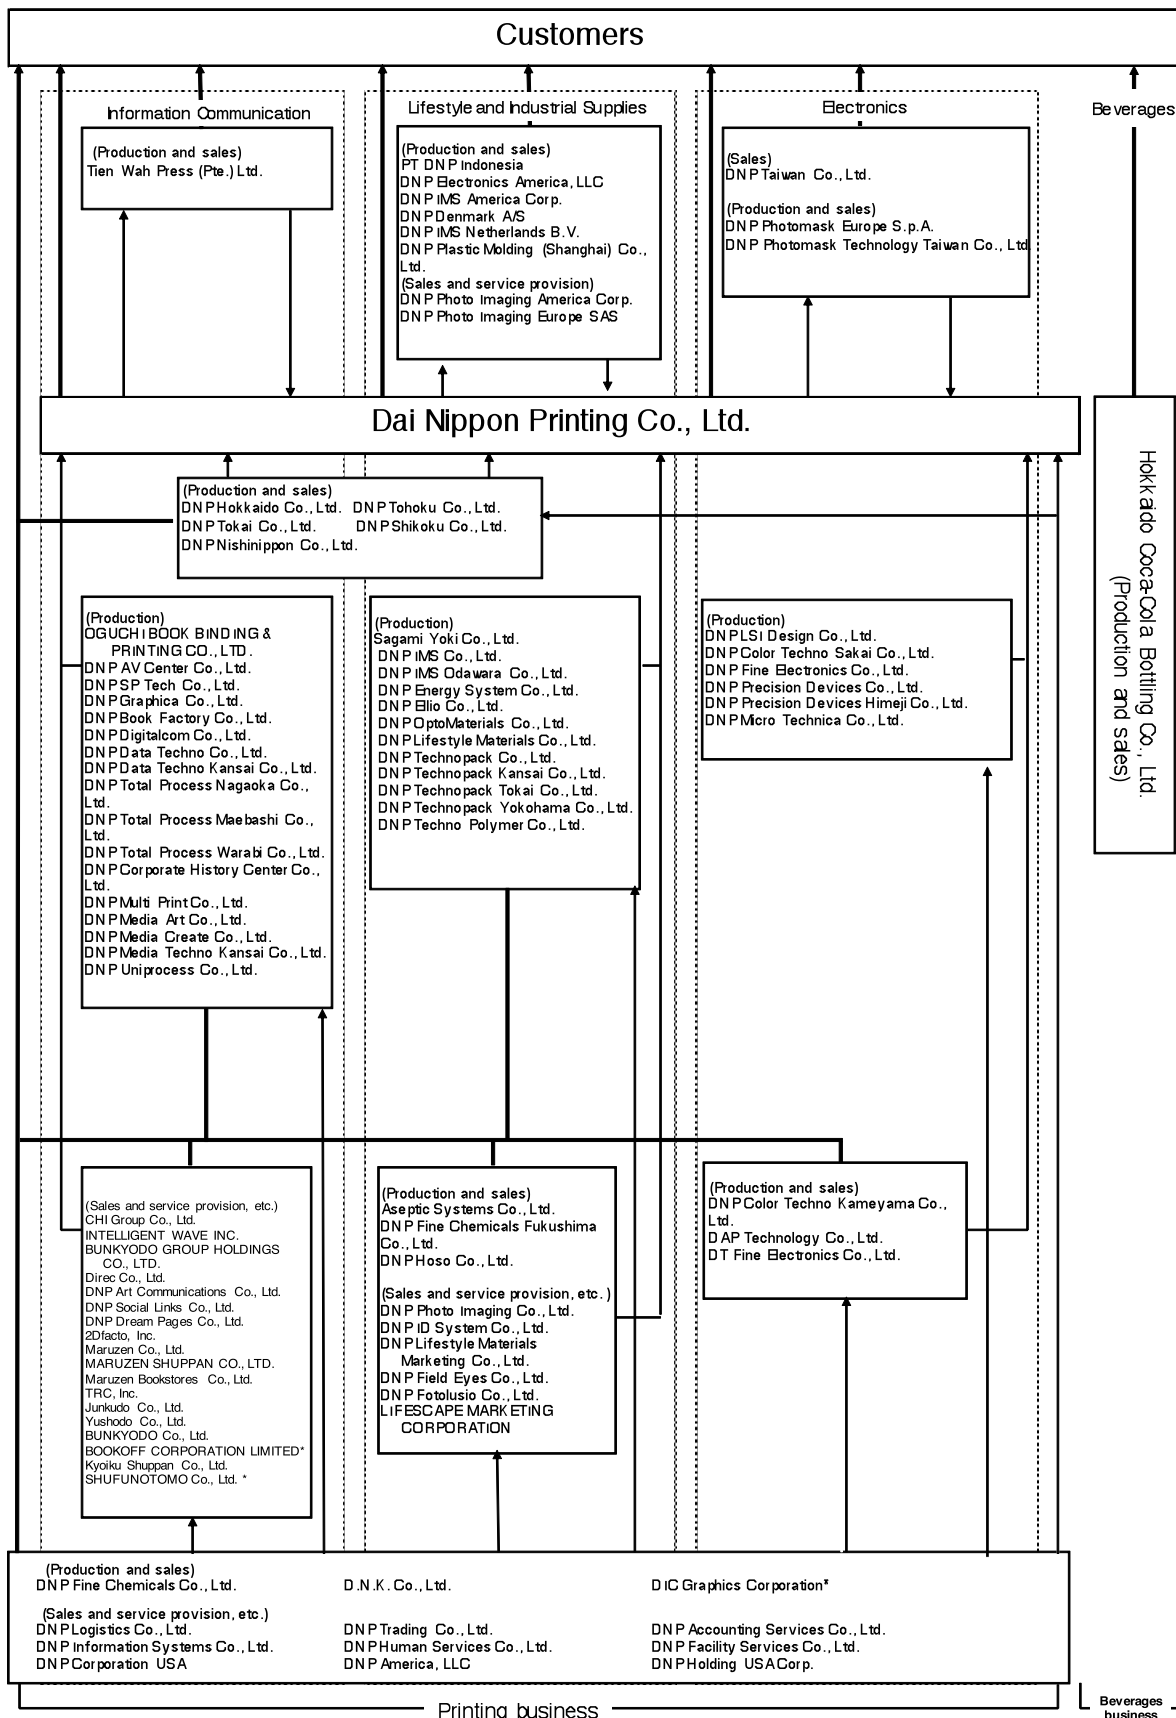 Customers
Information Communication
(Production and sales)
Tien Wah Press (Pte.) Ltd.
Lifestyle and Industrial Supplies
(Production and sales)
PT DNP Indonesia
DNP Electronics America, LLC
DNP IMS America Corp.
DNP Denmark A/S
DNP IMS Netherlands B.V.
DNP Plastic Molding (Shanghai) Co.,
Ltd.
(Sales and service provision)
DNP Photo Imaging America Corp.
DNP Photo Imaging Europe SAS
Electronics
(Sales)
DNP Taiwan Co., Ltd.
(Production and sales)
DNP Photomask Europe S.p.A.
DNP Photomask Technology Taiwan Co., Ltd
Beverages
Dai Nippon Printing Co., Ltd.
Hokkaido Coca-Cola Bottling Co., Ltd.
(Production and sales)
(Production and sales)
DNP Hokkaido Co., Ltd. DNP Tohoku Co., Ltd.
DNP Tokai Co., Ltd. DNP Shikoku Co., Ltd.
DNP Nishinippon Co., Ltd.
(Production)
OGUCHI BOOK BINDING &
PRINTING CO., LTD.
DNP AV Center Co., Ltd.
DNP SP Tech Co., Ltd.
DNP Graphica Co., Ltd.
DNP Book Factory Co., Ltd.
DNP Digitalcom Co., Ltd.
DNP Data Techno Co., Ltd.
DNP Data Techno Kansai Co., Ltd.
DNP Total Process Nagaoka Co.,
Ltd.
DNP Total Process Maebashi Co.,
Ltd.
DNP Total Process Warabi Co., Ltd.
DNP Corporate History Center Co.,
Ltd.
DNP Multi Print Co., Ltd.
DNP Media Art Co., Ltd.
DNP Media Create Co., Ltd.
DNP Media Techno Kansai Co., Ltd.
DNP Uniprocess Co., Ltd.
(Production)
Sagami Yoki Co., Ltd.
DNP IMS Co., Ltd.
DNP IMS Odawara Co., Ltd.
DNP Energy System Co., Ltd.
DNP Ellio Co., Ltd.
DNP OptoMaterials Co., Ltd.
DNP Lifestyle Materials Co., Ltd.
DNP Technopack Co., Ltd.
DNP Technopack Kansai Co., Ltd.
DNP Technopack Tokai Co., Ltd.
DNP Technopack Yokohama Co., Ltd.
DNP Techno Polymer Co., Ltd.
(Production)
DNP LSI Design Co., Ltd.
DNP Color Techno Sakai Co., Ltd.
DNP Fine Electronics Co., Ltd.
DNP Precision Devices Co., Ltd.
DNP Precision Devices Himeji Co., Ltd.
DNP Micro Technica Co., Ltd.
(Sales and service provision, etc.)
CHI Group Co., Ltd.
INTELLIGENT WAVE INC.
BUNKYODO GROUP HOLDINGS
CO., LTD.
Direc Co., Ltd.
DNP Art Communications Co., Ltd.
DNP Social Links Co., Ltd.
DNP Dream Pages Co., Ltd.
2Dfacto, Inc.
Maruzen Co., Ltd.
MARUZEN SHUPPAN CO., LTD.
Maruzen Bookstores Co., Ltd.
TRC, Inc.
Junkudo Co., Ltd.
Yushodo Co., Ltd.
BUNKYODO Co., Ltd.
BOOKOFF CORPORATION LIMITED*
Kyoiku Shuppan Co., Ltd.
SHUFUNOTOMO Co., Ltd. *
(Production and sales)
Aseptic Systems Co., Ltd.
DNP Fine Chemicals Fukushima
Co., Ltd.
DNP Hoso Co., Ltd.
(Sales and service provision, etc.)
DNP Photo Imaging Co., Ltd.
DNP ID System Co., Ltd.
DNP Lifestyle Materials
Marketing Co., Ltd.
DNP Field Eyes Co., Ltd.
DNP Fotolusio Co., Ltd.
LIFESCAPE MARKETING
CORPORATION
(Production and sales)
DNP Color Techno Kameyama Co.,
Ltd.
DAP Technology Co., Ltd.
DT Fine Electronics Co., Ltd.
(Production and sales)
DNP Fine Chemicals Co., Ltd. D.N.K. Co., Ltd. DIC Graphics Corporation*
(Sales and service provision, etc.)
DNP Logistics Co., Ltd. DNP Trading Co., Ltd. DNP Accounting Services Co., Ltd.
DNP Information Systems Co., Ltd. DNP Human Services Co., Ltd. DNP Facility Services Co., Ltd.
DNP Corporation USA DNP America, LLC DNP Holding USA Corp.
Printing business
Beverages
business